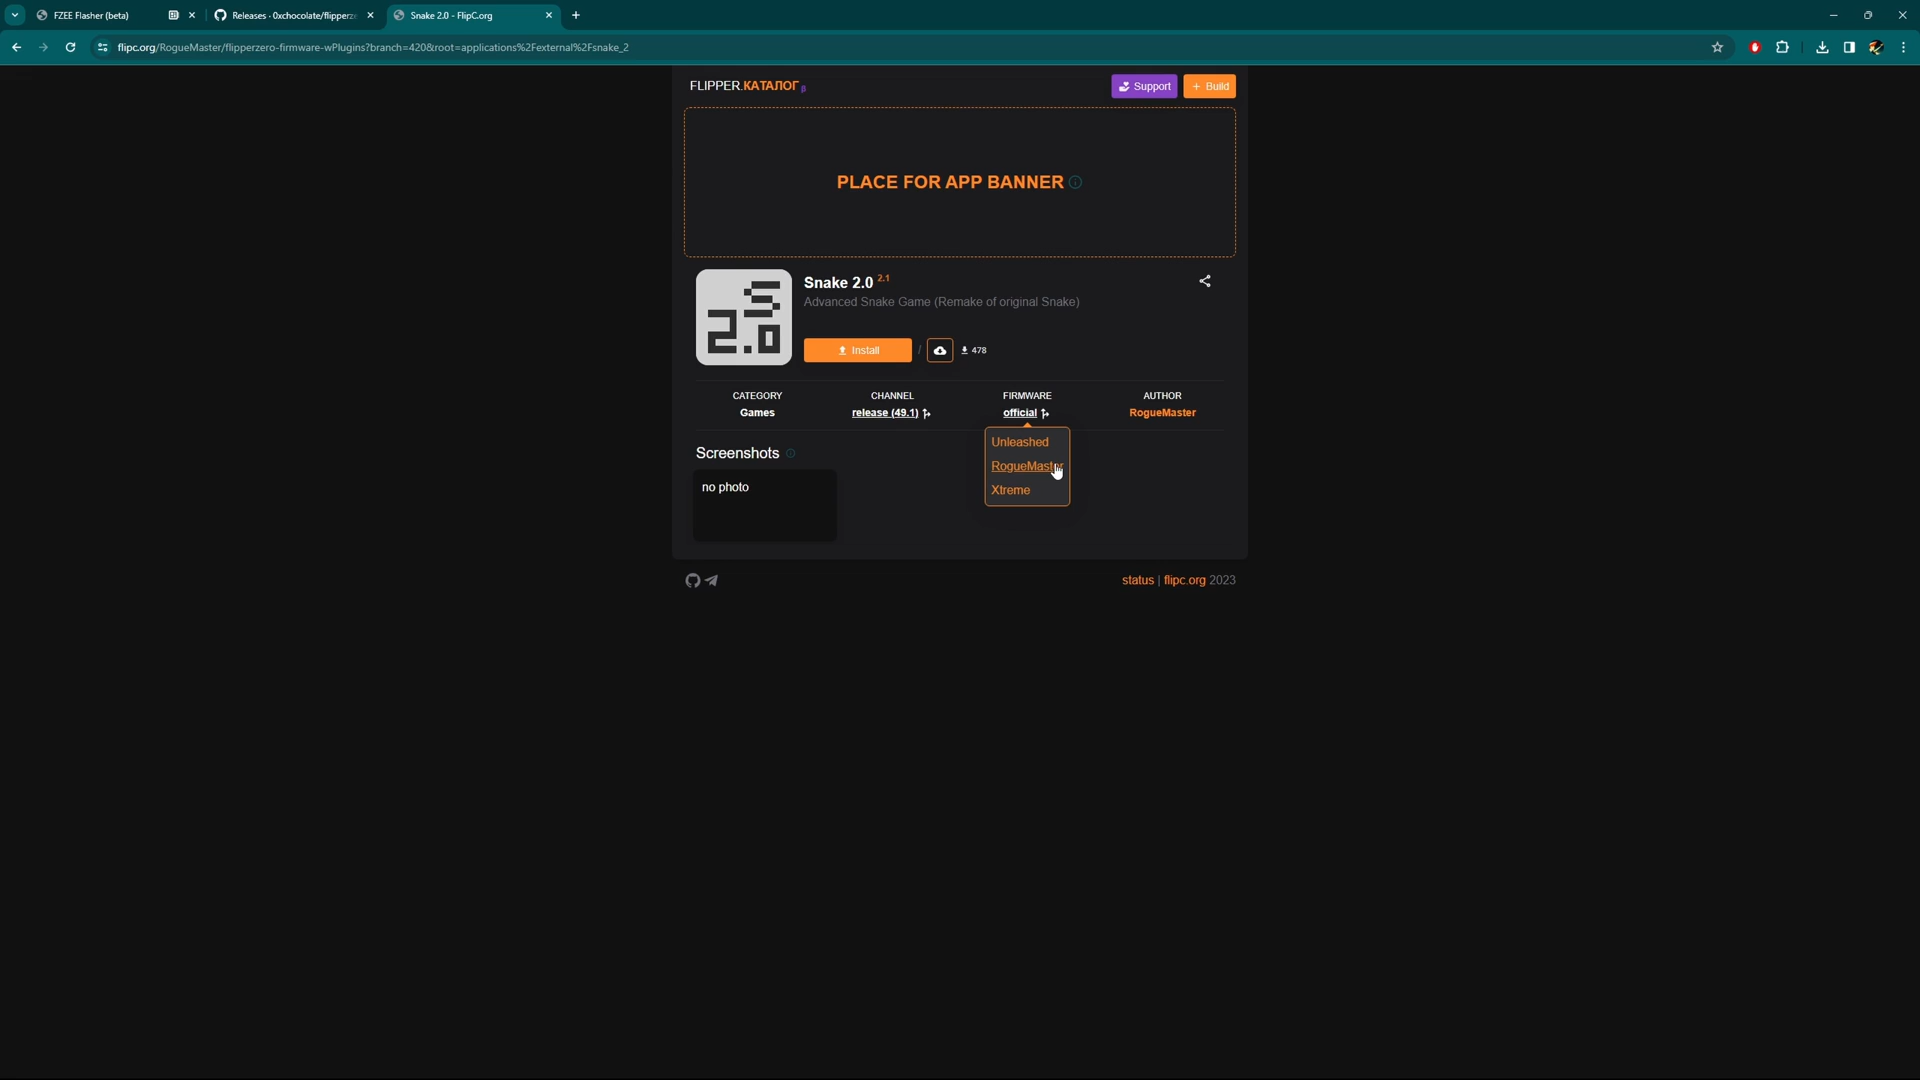 FZEE Flasher (beta)
Releases · 0xchocolate/flipperze
Snake 2.0 - FlipC.org
flipc.org/RogueMaster/flipperzero-firmware-wPlugins?branch=420&root=applications%2Fexternal%2Fsnake_2
FLIPPER.КАТАЛОГ β
Support
+ Build
PLACE FOR APP BANNER
Snake 2.0 2.1
Advanced Snake Game (Remake of original Snake)
S
2.0
Install / 478
CATEGORY
Games
CHANNEL
release (49.1)
FIRMWARE
official
AUTHOR
RogueMaster
Unleashed
RogueMaster
Xtreme
Screenshots
no photo
status | flipc.org 2023